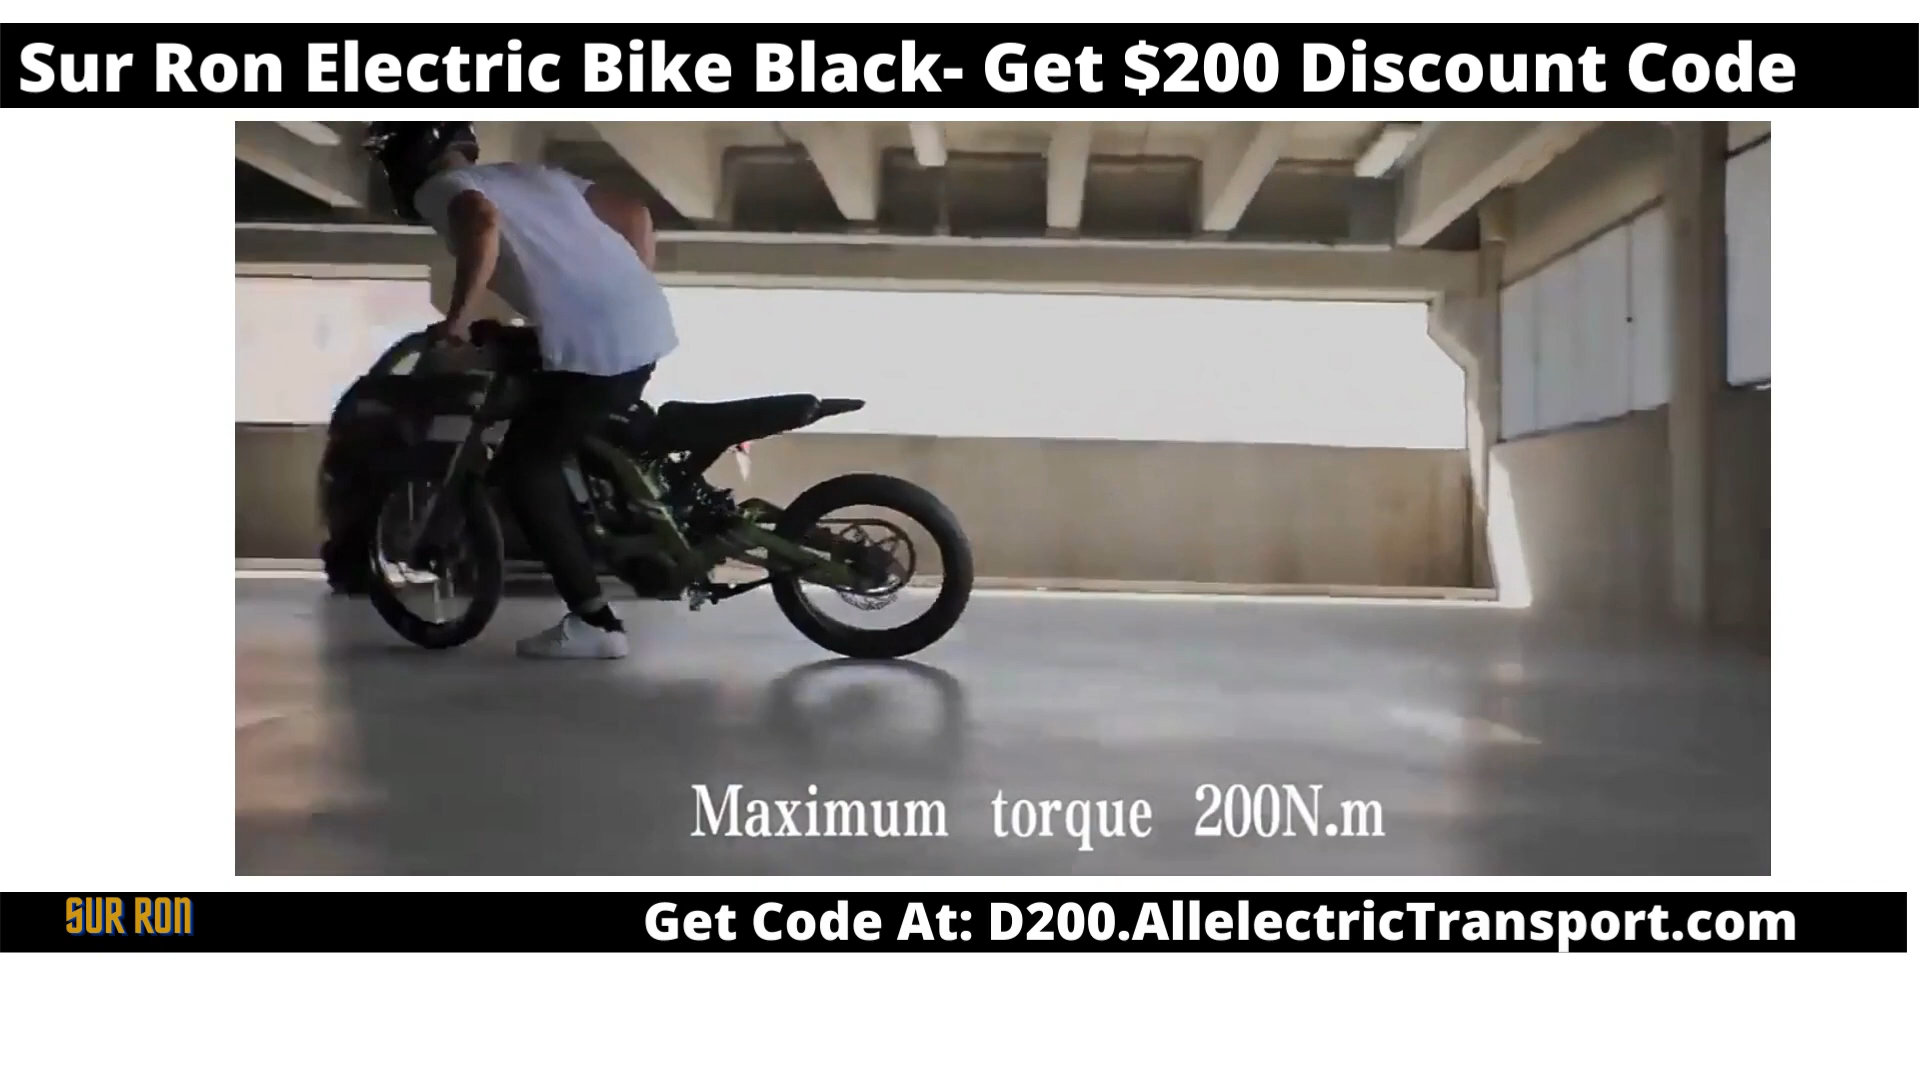 Sur Ron Electric Bike Black- Get $200 Discount Code
Maximum torque 200N.m
SUR RON
Get Code At: D200.AllelectricTransport.com